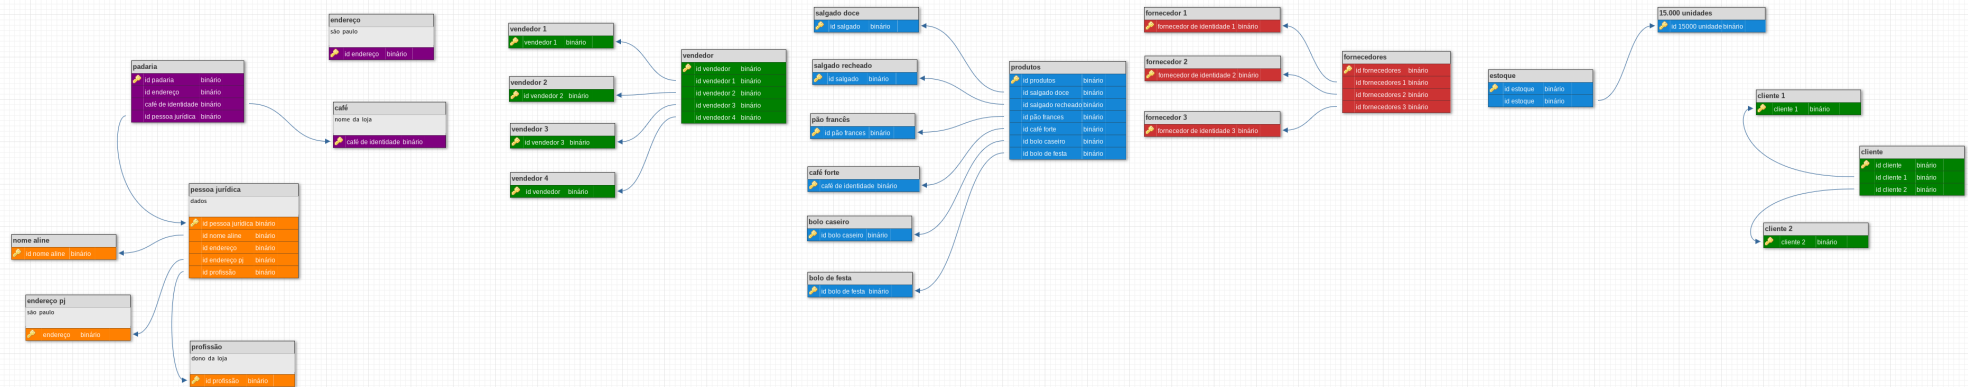 endereço
são paulo
id endereço binário
padaria
id padaria binário
id endereço binário
café de identidade binário
id pessoa jurídica binário
café
nome da loja
café de identidade binário
pessoa jurídica
dados
id pessoa jurídica binário
id nome aline binário
id endereço binário
id endereço pj binário
id profissão binário
nome aline
id nome aline binário
endereço pj
são paulo
endereço binário
profissão
dono da loja
id profissão binário
vendedor 1
vendedor 1 binário
vendedor 2
id vendedor 2 binário
vendedor 3
id vendedor 3 binário
vendedor 4
id vendedor binário
vendedor
id vendedor binário
id vendedor 1 binário
id vendedor 2 binário
id vendedor 3 binário
id vendedor 4 binário
salgado doce
id salgado binário
salgado recheado
id salgado binário
pão francês
id pão frances binário
café forte
café de identidade binário
bolo caseiro
id bolo caseiro binário
bolo de festa
id bolo de festa binário
produtos
id produtos binário
id salgado doce binário
id salgado recheado binário
id pão frances binário
id café forte binário
id bolo caseiro binário
id bolo de festa binário
fornecedor 1
fornecedor de identidade 1 binário
fornecedor 2
fornecedor de identidade 2 binário
fornecedor 3
fornecedor de identidade 3 binário
fornecedores
id fornecedores binário
id fornecedores 1 binário
id fornecedores 2 binário
id fornecedores 3 binário
estoque
id estoque binário
id estoque binário
15.000 unidades
id 15000 unidade binário
cliente 1
cliente 1 binário
cliente
id cliente binário
id cliente 1 binário
id cliente 2 binário
cliente 2
cliente 2 binário